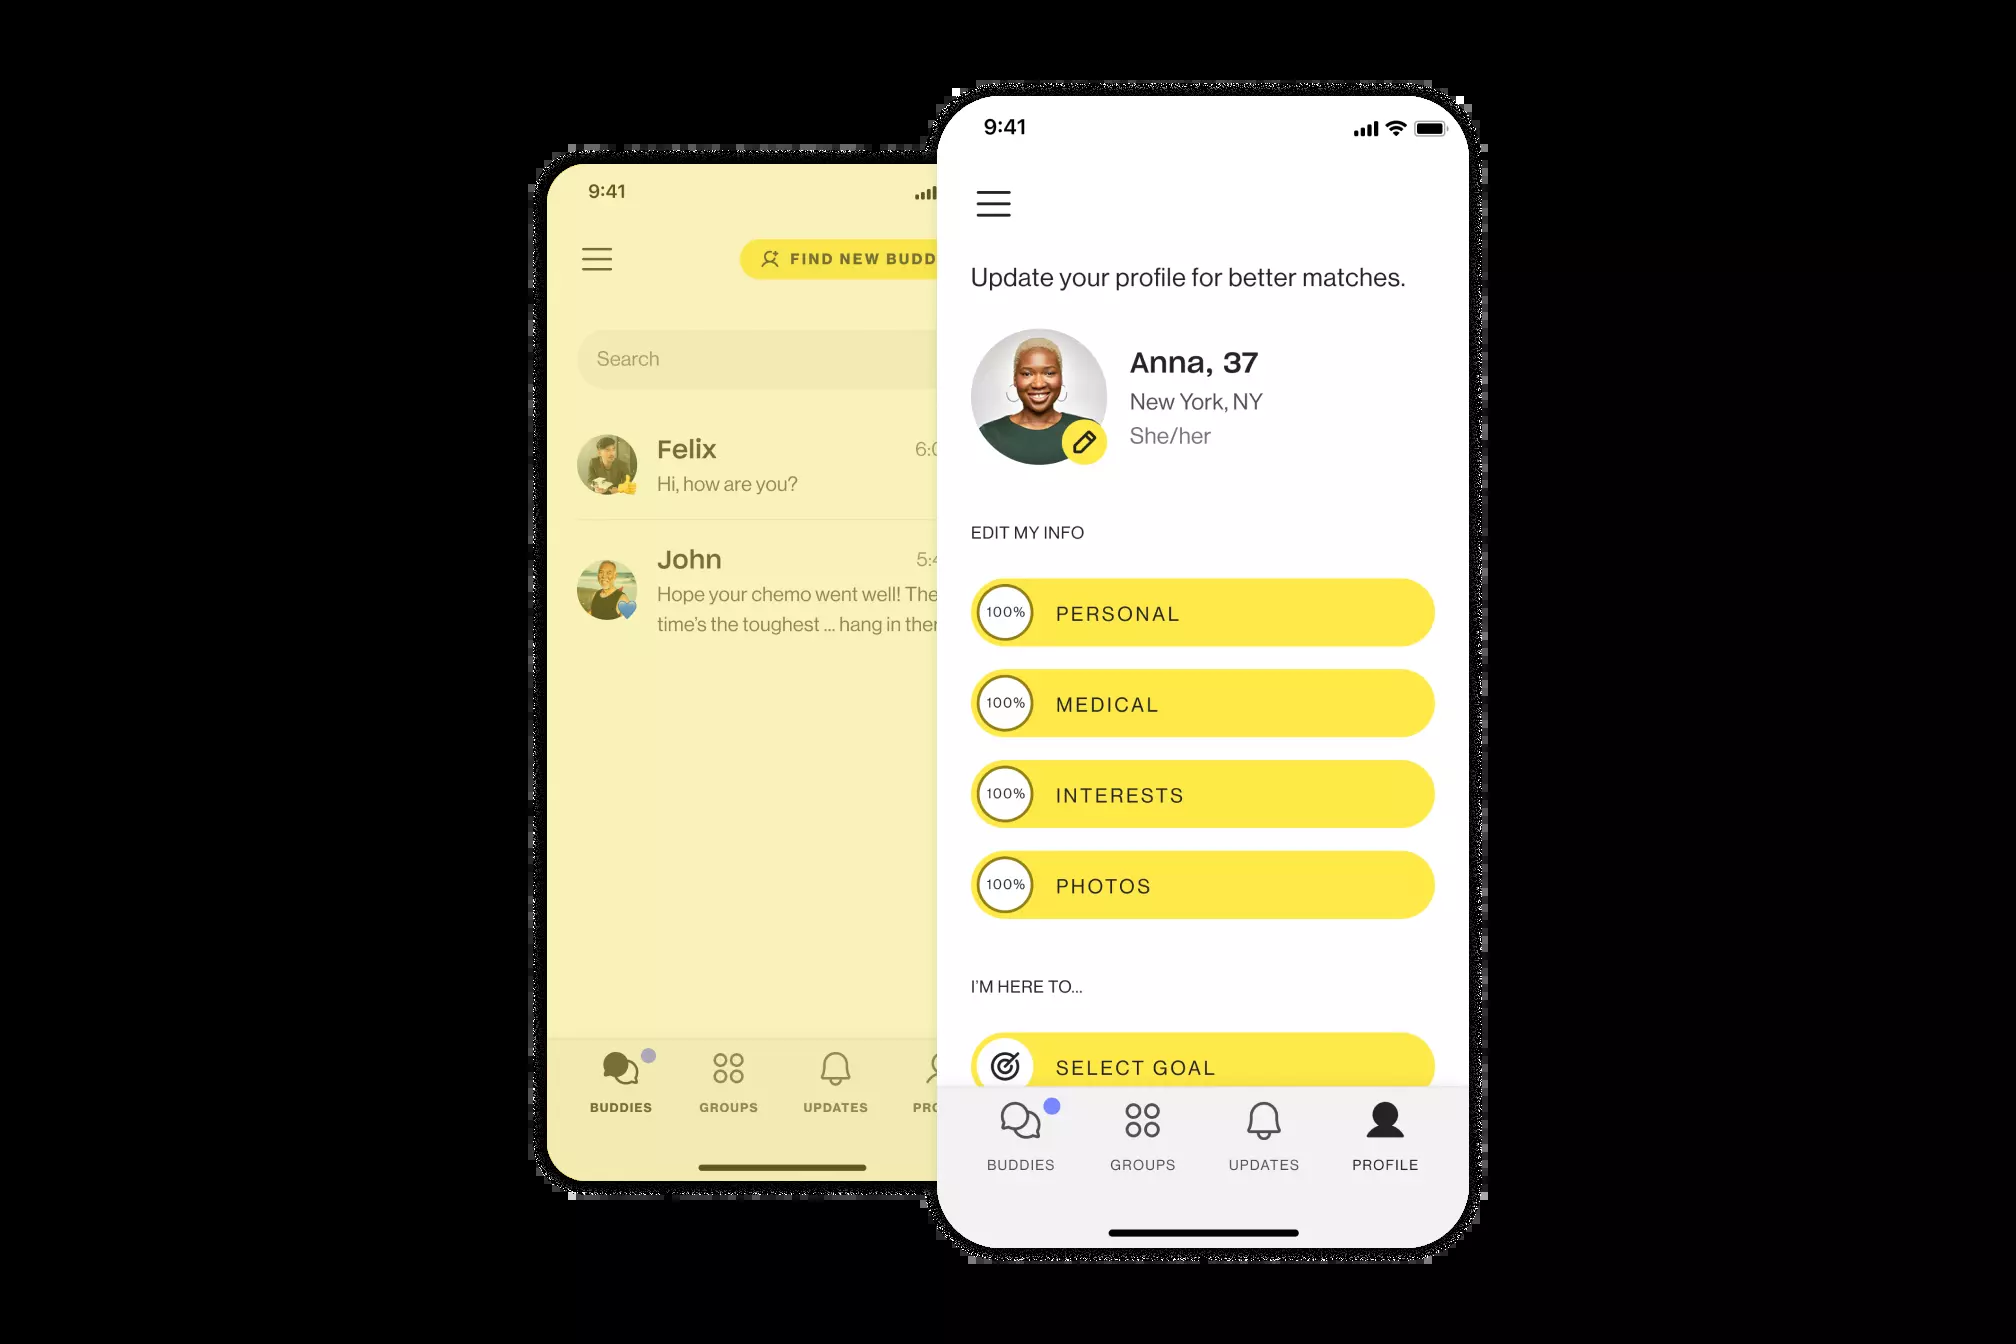 9:41
FIND NEW BUDD
Search
Felix
Hi, how are you?
John
Hope your chemo went well! The
time's the toughest ... hang in ther
BUDDIES
GROUPS
UPDATES
9:41
Update your profile for better matches.
Anna, 37
New York, NY
She/her
EDIT MY INFO
100% PERSONAL
100% MEDICAL
100% INTERESTS
100% PHOTOS
I'M HERE TO...
SELECT GOAL
BUDDIES
GROUPS
UPDATES
PROFILE